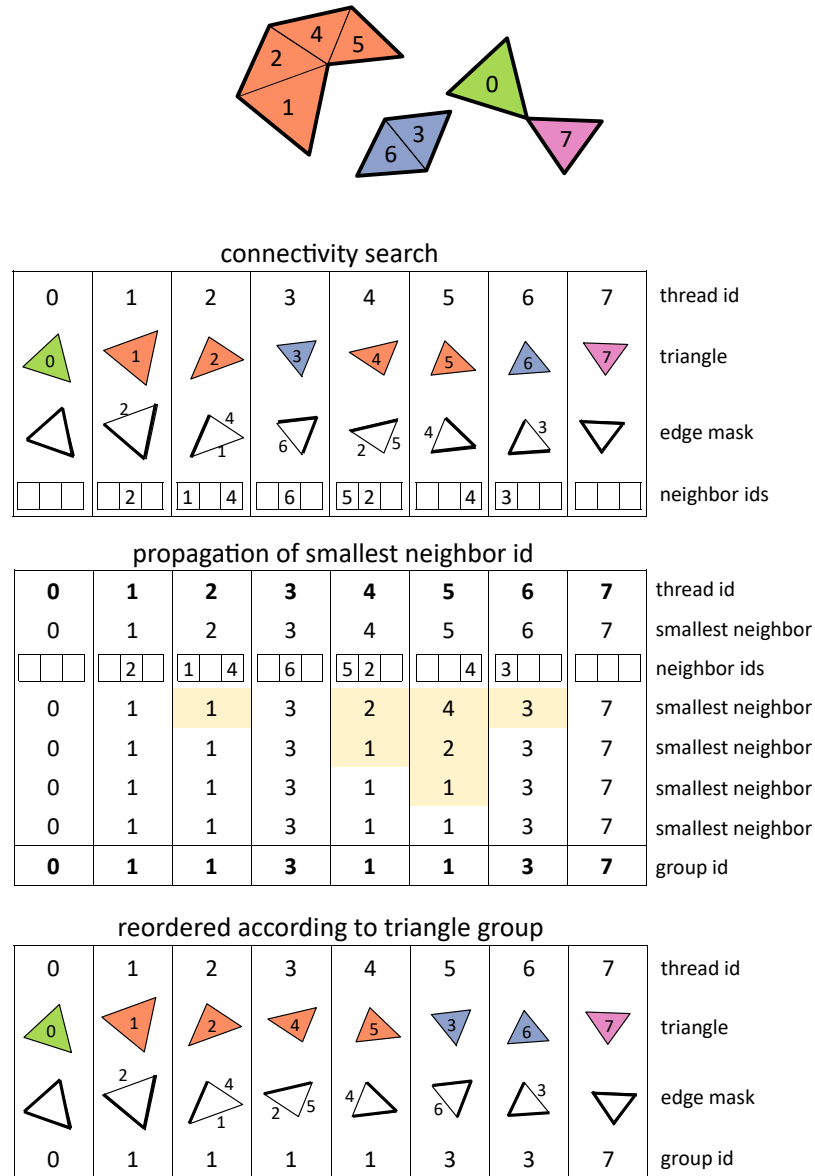 4
5
2
0
1
3
7
6
connectivity search
0 1 2 3 4 5 6 7 thread id
0 1 2 3 4 5 6 7 triangle
2 4 1 6 2 5 4 3 edge mask
2 1 4 6 5 2 4 3 neighbor ids
propagation of smallest neighbor id
0 1 2 3 4 5 6 7 thread id
0 1 2 3 4 5 6 7 smallest neighbor
2 1 4 6 5 2 4 3 neighbor ids
0 1 1 3 2 4 3 7 smallest neighbor
0 1 1 3 1 2 3 7 smallest neighbor
0 1 1 3 1 1 3 7 smallest neighbor
0 1 1 3 1 1 3 7 smallest neighbor
0 1 1 3 1 1 3 7 group id
reordered according to triangle group
0 1 2 3 4 5 6 7 thread id
0 1 2 4 5 3 6 7 triangle
2 4 1 2 5 4 6 3 edge mask
0 1 1 1 1 3 3 7 group id